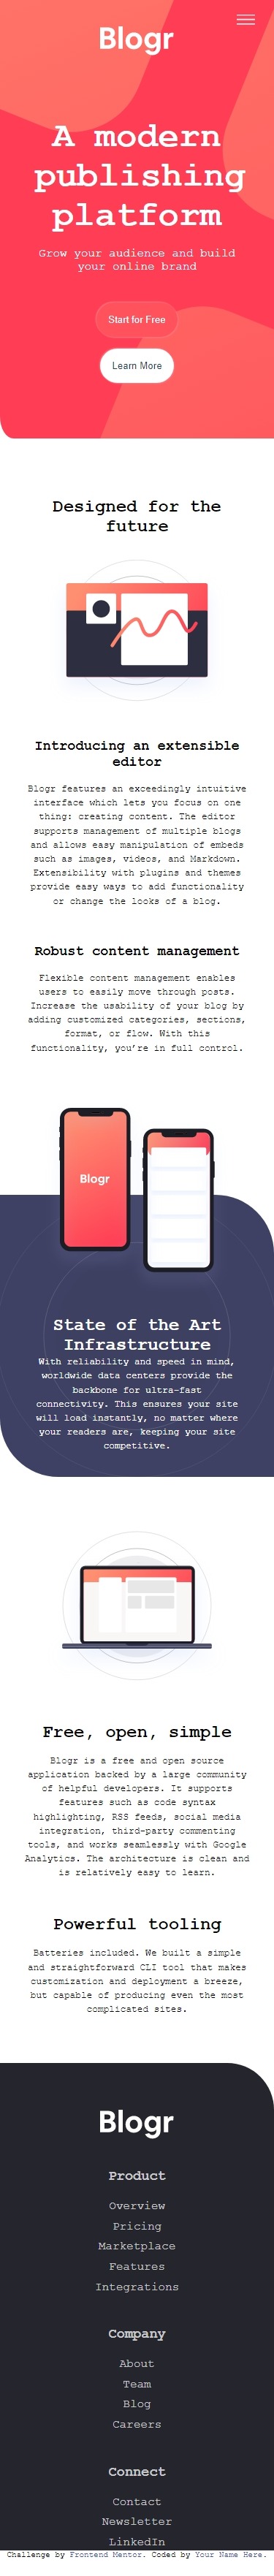 Blogr
A modern
publishing
platform
Grow your audience and build
your online brand
Start for Free
Learn More
Designed for the
future
Introducing an extensible
editor
Blogr features an exceedingly intuitive
interface which lets you focus on one
thing: creating content. The editor
supports management of multiple blogs
and allows easy manipulation of embeds
such as images, videos, and Markdown.
Extensibility with plugins and themes
provide easy ways to add functionality
or change the looks of a blog.
Robust content management
Flexible content management enables
users to easily move through posts.
Increase the usability of your blog by
adding customized categories, sections,
format, or flow. With this
functionality, you’re in full control.
Blogr
State of the Art
Infrastructure
With reliability and speed in mind,
worldwide data centers provide the
backbone for ultra-fast
connectivity. This ensures your site
will load instantly, no matter where
your readers are, keeping your site
competitive.
Free, open, simple
Blogr is a free and open source
application backed by a large community
of helpful developers. It supports
features such as code syntax
highlighting, RSS feeds, social media
integration, third-party commenting
tools, and works seamlessly with Google
Analytics. The architecture is clean and
is relatively easy to learn.
Powerful tooling
Batteries included. We built a simple
and straightforward CLI tool that makes
customization and deployment a breeze,
but capable of producing even the most
complicated sites.
Blogr
Product
Overview
Pricing
Marketplace
Features
Integrations
Company
About
Team
Blog
Careers
Connect
Contact
Newsletter
LinkedIn
Challenge by Frontend Mentor. Coded by Your Name Here.